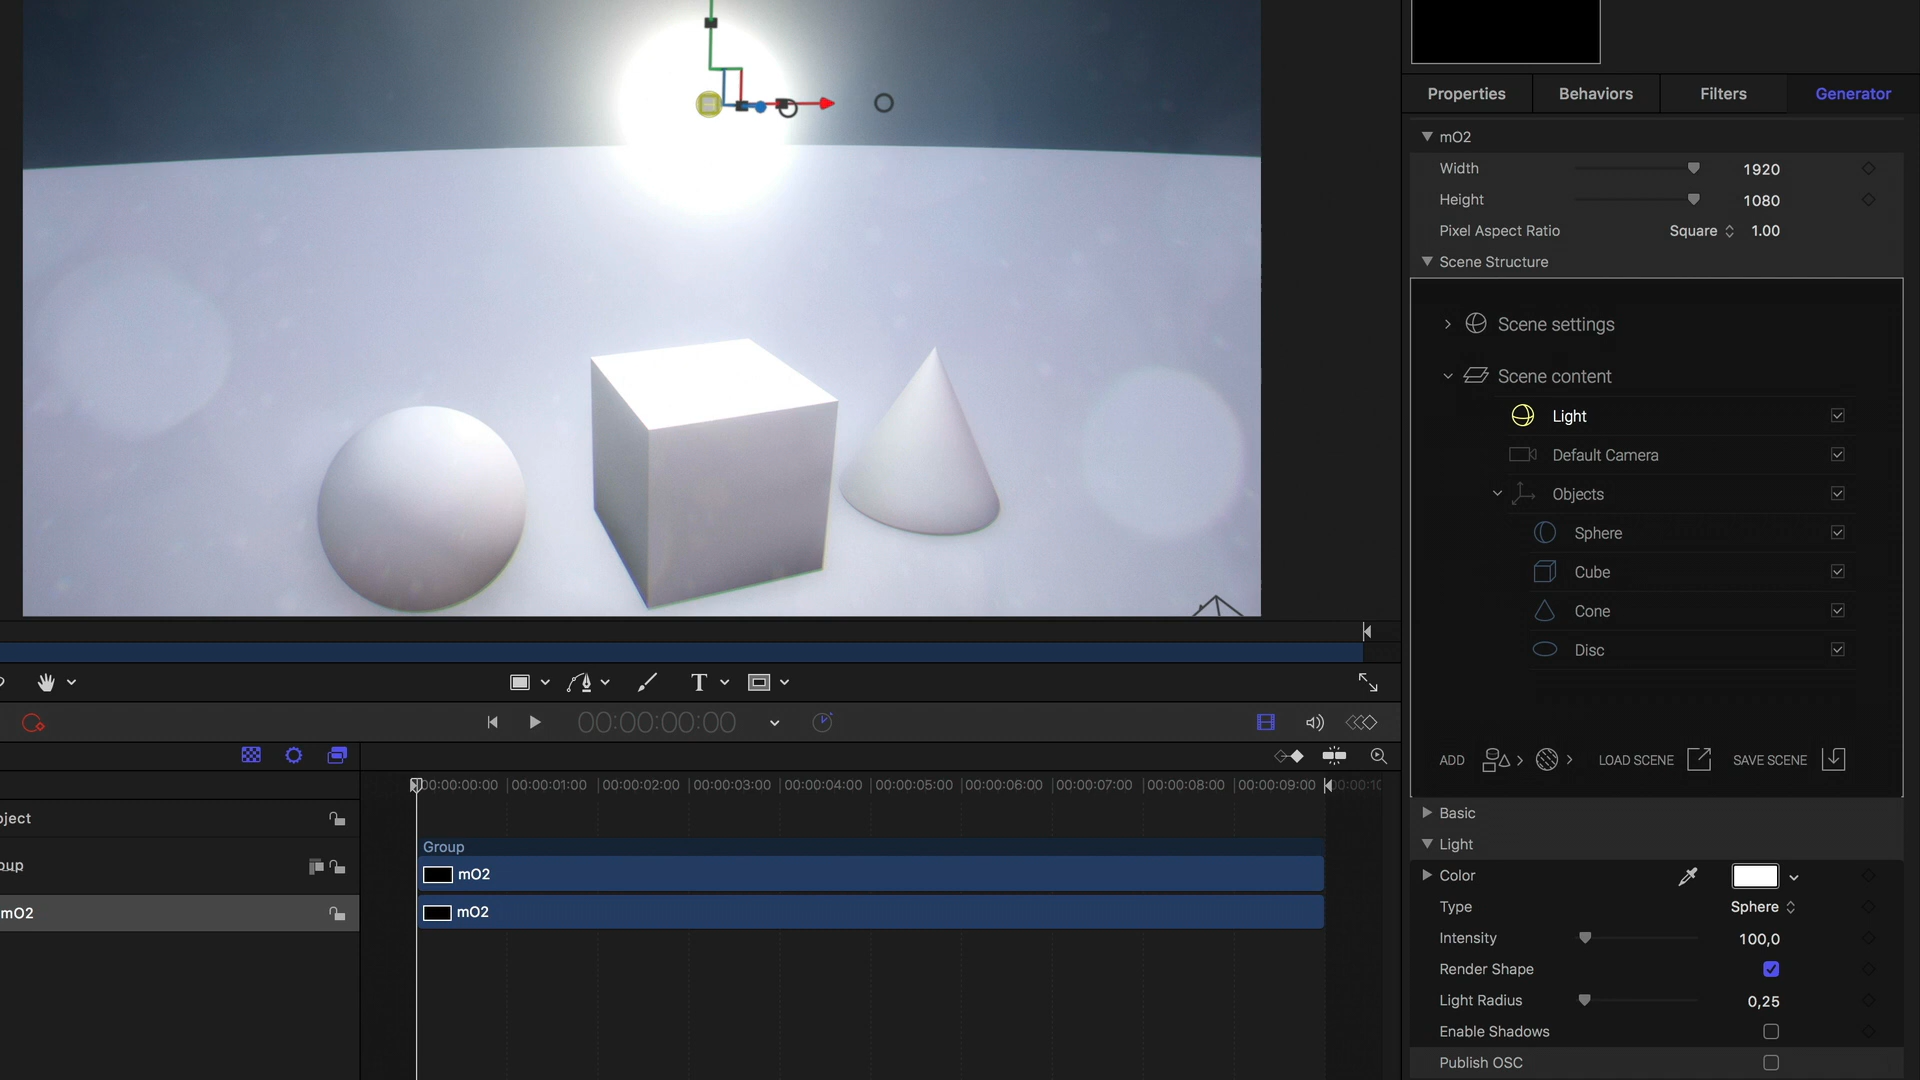 Properties
Behaviors
Filters
Generator
mO2
Width
1920
Height
1080
Pixel Aspect Ratio
Square
1.00
Scene Structure
Scene settings
Scene content
Light
Default Camera
Objects
Sphere
Cube
Cone
Disc
ADD
LOAD SCENE
SAVE SCENE
Basic
Light
Color
Type
Sphere
Intensity
100,0
Render Shape
Light Radius
0,25
Enable Shadows
Publish OSC
T
00:00:00:00
00:00:00:00
00:00:01:00
00:00:02:00
00:00:03:00
00:00:04:00
00:00:05:00
00:00:06:00
00:00:07:00
00:00:08:00
00:00:09:00
00:00:10
oject
Group
oup
mO2
mO2
mO2